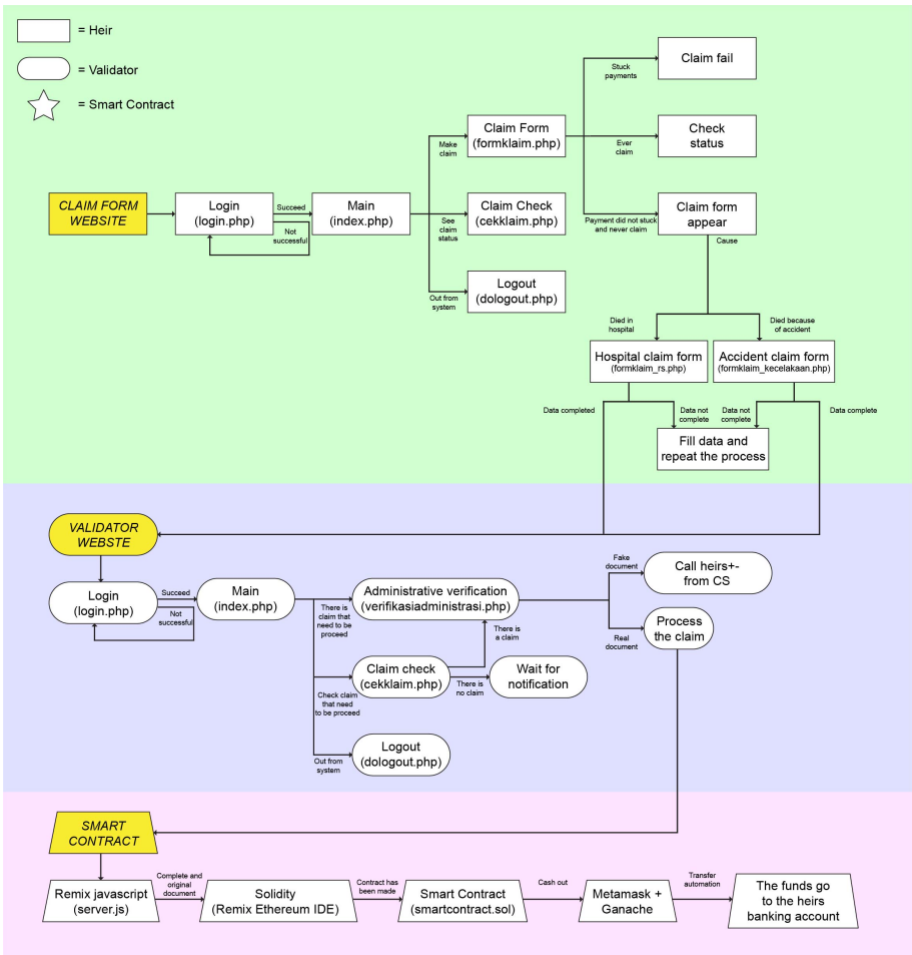 = Heir
= Validator
= Smart Contract
CLAIM FORM
WEBSITE
Login
(login.php)
Succeed
Not
successful
Main
(index.php)
Make
claim
See
claim
status
Out from
system
Claim Form
(formklaim.php)
Claim Check
(cekklaim.php)
Logout
(dologout.php)
Stuck
payments
Ever
claim
Payment did not stuck
and never claim
Claim fail
Check
status
Claim form
appear
Cause
Died in
hospital
Died because
of accident
Hospital claim form
(formklaim_rs.php)
Accident claim form
(formklaim_kecelakaan.php)
Data completed
Data not
complete
Data not
complete
Data complete
Fill data and
repeat the process
VALIDATOR
WEBSTE
Login
(login.php)
Succeed
Not
successful
Main
(index.php)
There is
claim that
need to be
proceed
Check claim
that need
to be proceed
Out from
system
Administrative verification
(verifikasiadministrasi.php)
There is
a claim
Claim check
(cekklaim.php)
There is
no claim
Wait for
notification
Logout
(dologout.php)
Fake
document
Real
document
Call heirs+-
from CS
Process
the claim
SMART
CONTRACT
Remix javascript
(server.js)
Complete and
original
document
Solidity
(Remix Ethereum IDE)
Contract has
been made
Smart Contract
(smartcontract.sol)
Cash out
Metamask +
Ganache
Transfer
automation
The funds go
to the heirs
banking account